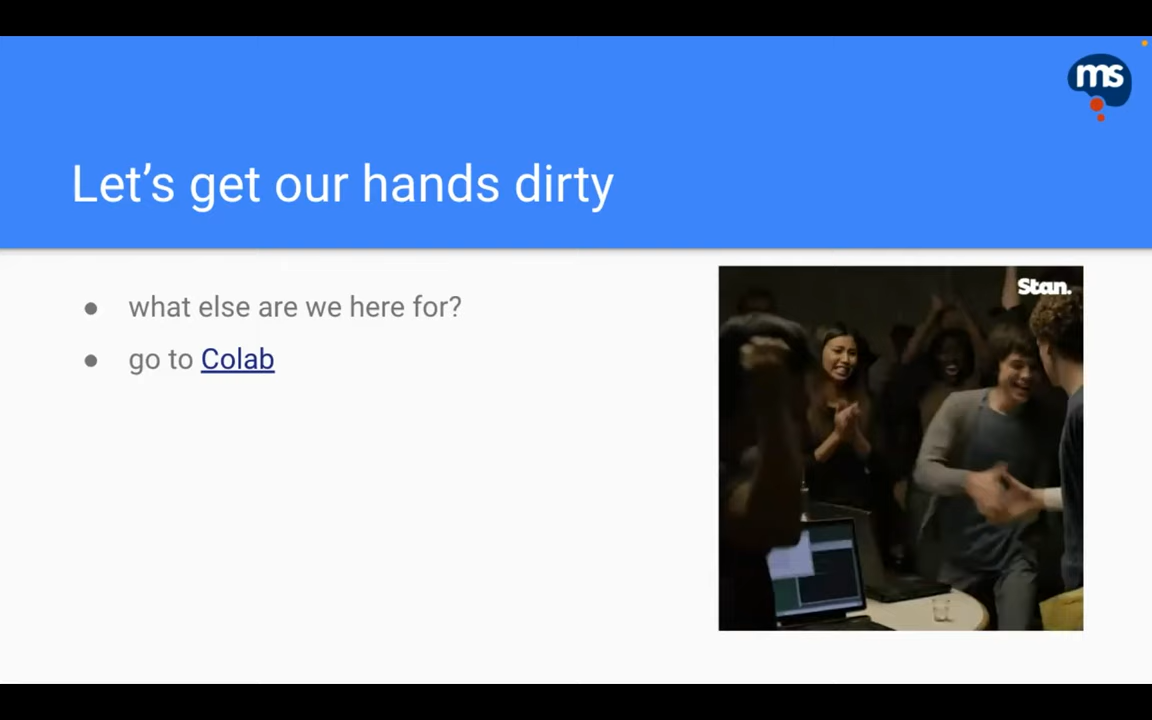 ms
Let's get our hands dirty
Stan.
● what else are we here for?
● go to Colab